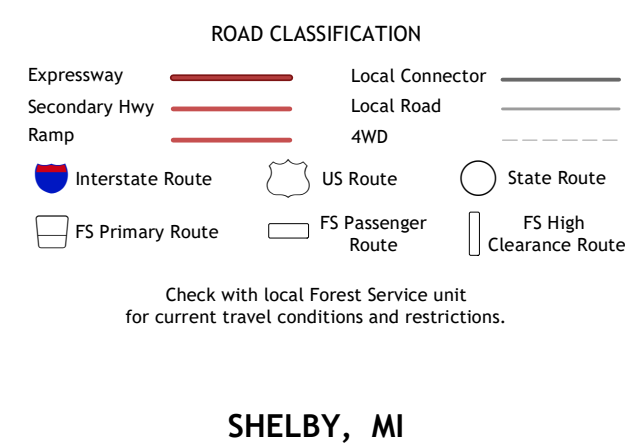 ROAD CLASSIFICATION
Expressway
Local Connector
Secondary Hwy
Local Road
Ramp
4WD
Interstate Route
US Route
State Route
FS Primary Route
FS Passenger
Route
FS High
Clearance Route
Check with local Forest Service unit
for current travel conditions and restrictions.
SHELBY, MI